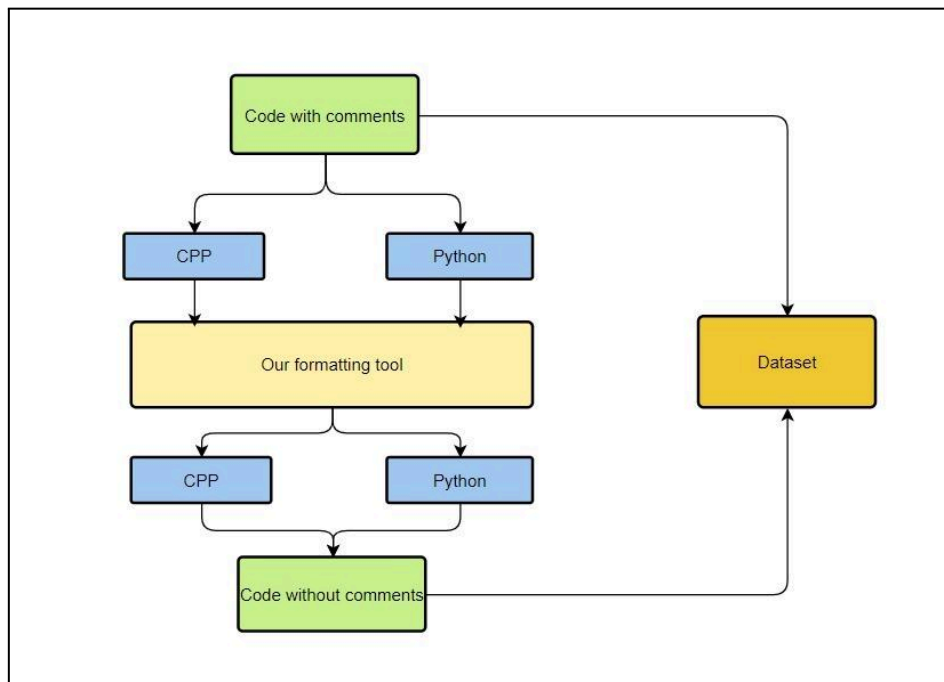 Code with comments
CPP
Python
Our formatting tool
Dataset
CPP
Python
Code without comments